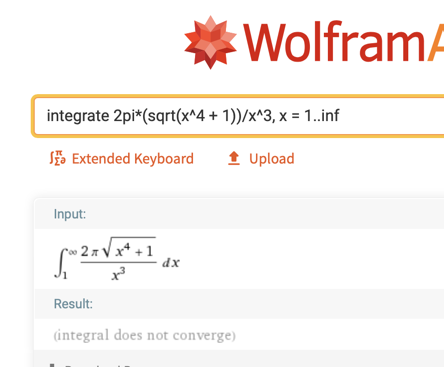 WolframA
integrate 2pi*(sqrt(x^4 + 1))/x^3, x = 1..inf
∫π Σ∂ Extended Keyboard Upload
Input:
∫₁^∞ 2 π √(x⁴ + 1) / x³ dx
Result:
(integral does not converge)